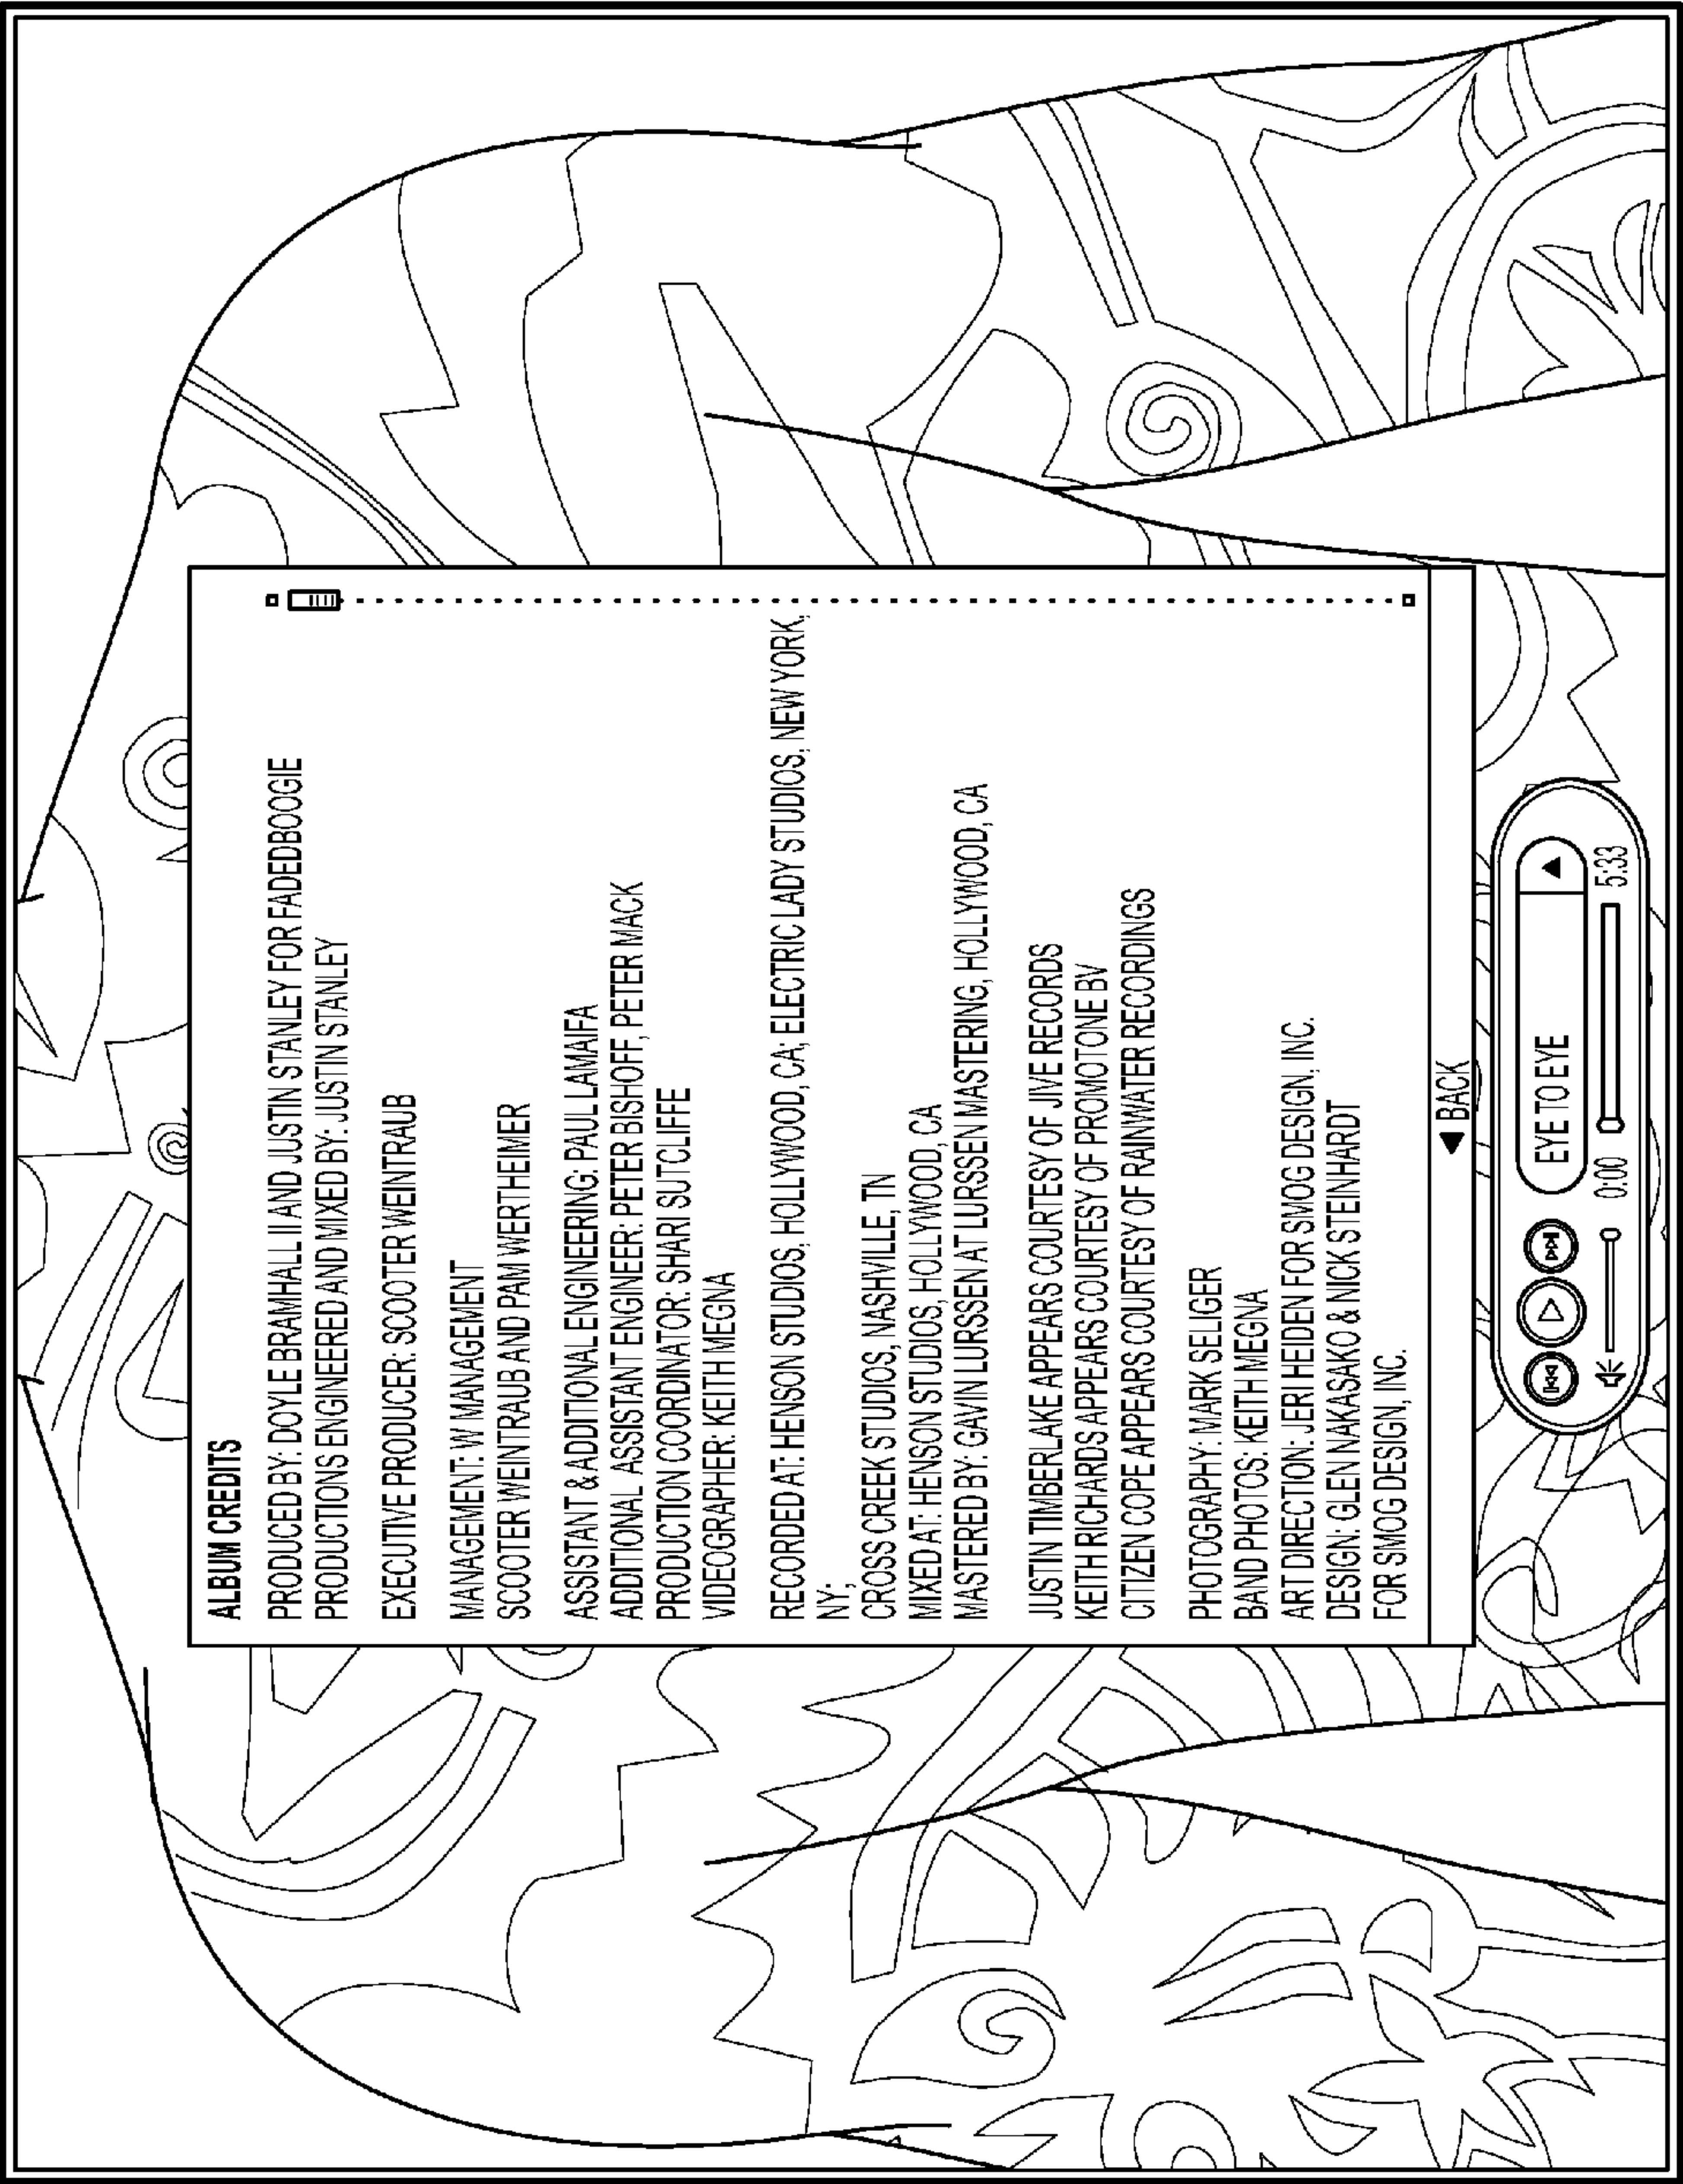 ALBUM CREDITS
PRODUCED BY: DOYLE BRAMHALL II AND JUSTIN STANLEY FOR FADEDBOOGIE
PRODUCTIONS ENGINEERED AND MIXED BY: JUSTIN STANLEY
EXECUTIVE PRODUCER: SCOOTER WEINTRAUB
MANAGEMENT: W MANAGEMENT
SCOOTER WEINTRAUB AND PAM WERTHEIMER
ASSISTANT & ADDITIONAL ENGINEERING: PAUL LAMAIFA
ADDITIONAL ASSISTANT ENGINEER: PETER BISHOFF, PETER MACK
PRODUCTION COORDINATOR: SHARI SUTCLIFFE
VIDEOGRAPHER: KEITH MEGNA
RECORDED AT: HENSON STUDIOS, HOLLYWOOD, CA; ELECTRIC LADY STUDIOS, NEW YORK,
NY;
CROSS CREEK STUDIOS, NASHVILLE, TN
MIXED AT: HENSON STUDIOS, HOLLYWOOD, CA
MASTERED BY: GAVIN LURSSEN AT LURSSEN MASTERING, HOLLYWOOD, CA
JUSTIN TIMBERLAKE APPEARS COURTESY OF JIVE RECORDS
KEITH RICHARDS APPEARS COURTESY OF PROMOTONE BV
CITIZEN COPE APPEARS COURTESY OF RAINWATER RECORDINGS
PHOTOGRAPHY: MARK SELIGER
BAND PHOTOS: KEITH MEGNA
ART DIRECTION: JERI HEIDEN FOR SMOG DESIGN, INC.
DESIGN: GLEN NAKASAKO & NICK STEINHARDT
FOR SMOG DESIGN, INC.
BACK
EYE TO EYE
0:00 5:33